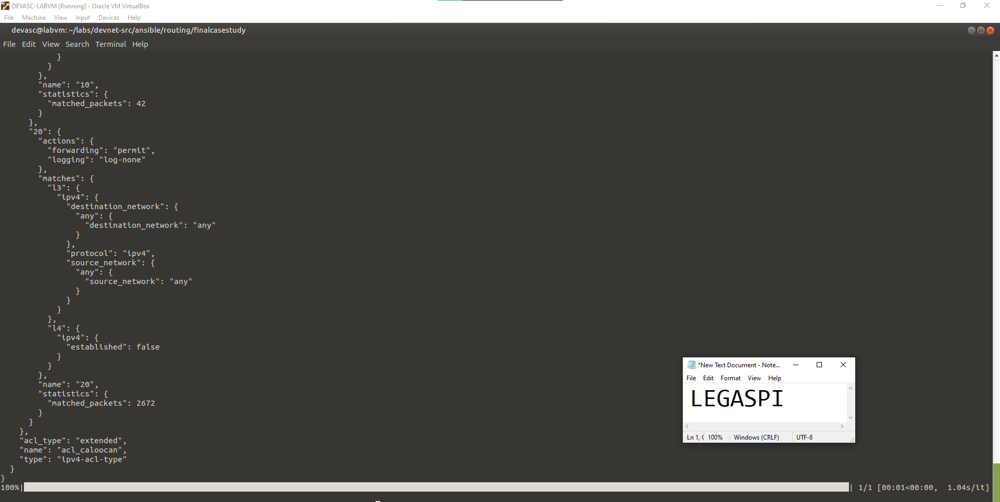 DEVASC-LABVM [Running] - Oracle VM VirtualBox
File Machine View Input Devices Help
devasc@labvm: ~/labs/devnet-src/ansible/routing/finalcasestudy
File Edit View Search Terminal Help
}
}
},
"name": "10",
"statistics": {
"matched_packets": 42
}
},
"20": {
"actions": {
"forwarding": "permit",
"logging": "log-none"
},
"matches": {
"l3": {
"ipv4": {
"destination_network": {
"any": {
"destination_network": "any"
}
},
"protocol": "ipv4",
"source_network": {
"any": {
"source_network": "any"
}
}
}
},
"l4": {
"ipv4": {
"established": false
}
}
},
"name": "20",
"statistics": {
"matched_packets": 2672
}
}
},
"acl_type": "extended",
"name": "acl_caloocan",
"type": "ipv4-acl-type"
}
}
100%| | 1/1 [00:01<00:00,  1.04s/it]
*New Text Document - Note...
File Edit Format View Help
LEGASPI
Ln 1, 100% Windows (CRLF) UTF-8